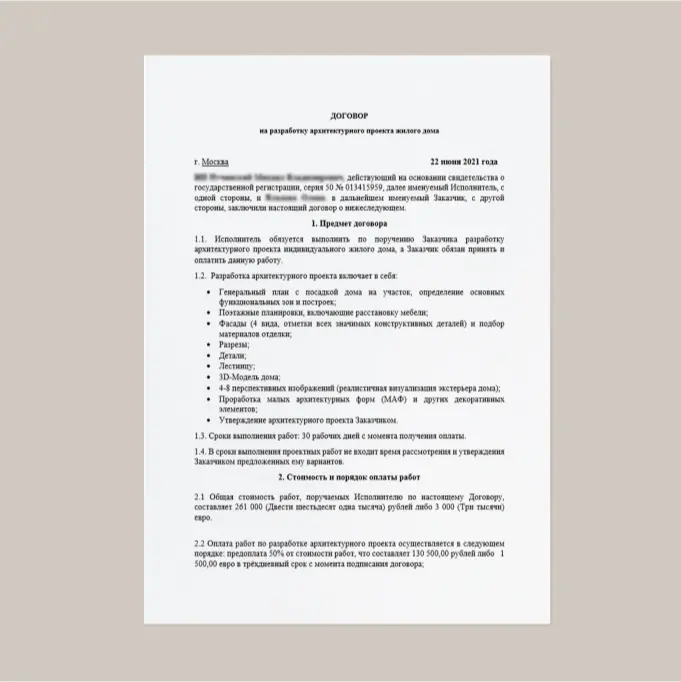 ДОГОВОР
на разработку архитектурного проекта жилого дома
г. Москва 22 июня 2021 года
действующий на основании свидетельства о
государственной регистрации, серия 50 № 013415959, далее именуемый Исполнитель, с
одной стороны, и в дальнейшем именуемый Заказчик, с другой
стороны, заключили настоящий договор о нижеследующем.
1. Предмет договора
1.1. Исполнитель обязуется выполнить по поручению Заказчика разработку
архитектурного проекта индивидуального жилого дома, а Заказчик обязан принять и
оплатить данную работу.
1.2. Разработка архитектурного проекта включает в себя:
• Генеральный план с посадкой дома на участок, определение основных
функциональных зон и построек;
• Поэтажные планировки, включающие расстановку мебели;
• Фасады (4 вида, отметки всех значимых конструктивных деталей) и подбор
материалов отделки;
• Разрезы;
• Детали;
• Лестницу;
• 3D-Модель дома;
• 4-8 перспективных изображений (реалистичная визуализация экстерьера дома);
• Проработка малых архитектурных форм (МАФ) и других декоративных
элементов;
• Утверждение архитектурного проекта Заказчиком.
1.3. Сроки выполнения работ: 30 рабочих дней с момента получения оплаты.
1.4. В сроки выполнения проектных работ не входит время рассмотрения и утверждения
Заказчиком предложенных ему вариантов.
2. Стоимость и порядок оплаты работ
2.1 Общая стоимость работ, поручаемых Исполнителю по настоящему Договору,
составляет 261 000 (Двести шестьдесят одна тысяча) рублей либо 3 000 (Три тысячи)
евро.
2.2 Оплата работ по разработке архитектурного проекта осуществляется в следующем
порядке: предоплата 50% от стоимости работ, что составляет 130 500,00 рублей либо 1
500,00 евро в трёхдневный срок с момента подписания договора;